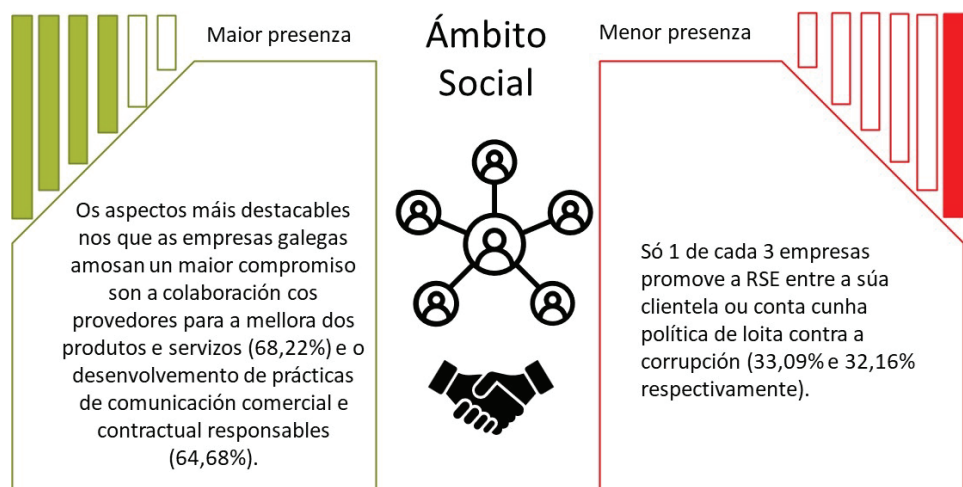 Maior presenza
Os aspectos máis destacables
nos que as empresas galegas
amosan un maior compromiso
son a colaboración cos
provedores para a mellora dos
produtos e servizos (68,22%) e o
desenvolvemento de prácticas
de comunicación comercial e
contractual responsables
(64,68%).
Ámbito
Social
Menor presenza
Só 1 de cada 3 empresas
promove a RSE entre a súa
clientela ou conta cunha
política de loita contra a
corrupción (33,09% e 32,16%
respectivamente).